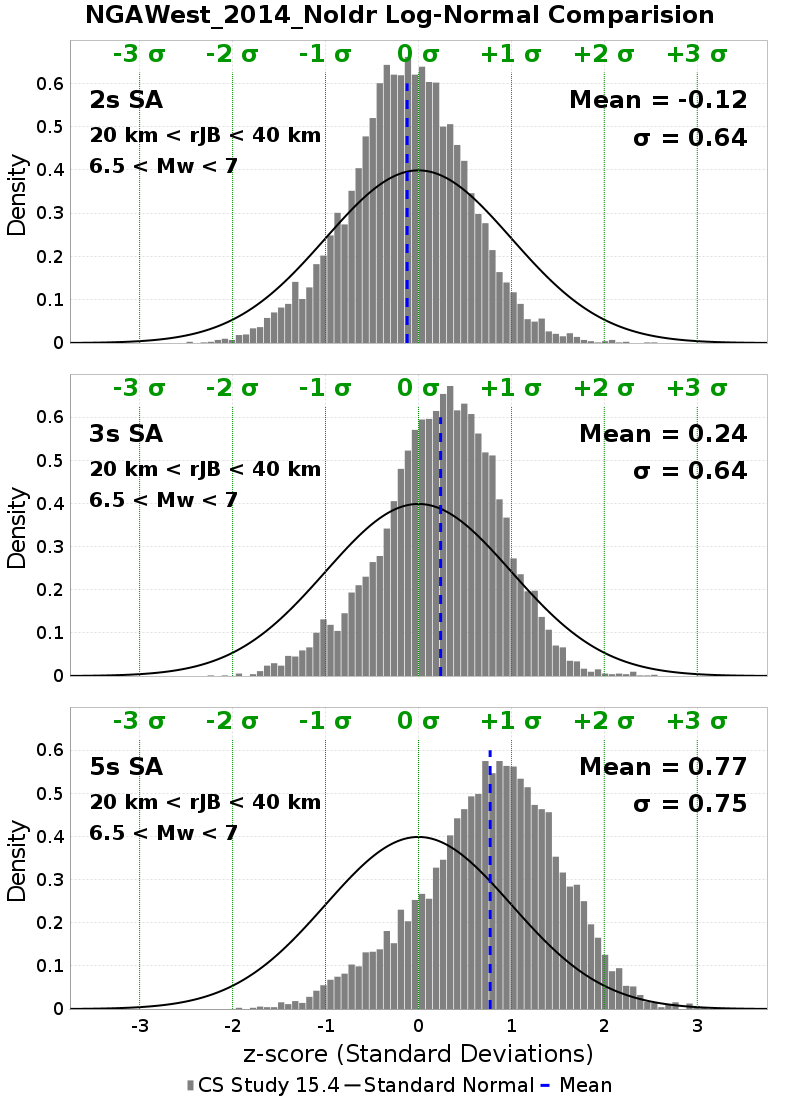 NGAWest_2014_NoIdr Log-Normal Comparision
-3 σ -2 σ -1 σ 0 σ +1 σ +2 σ +3 σ
2s SA Mean = -0.12
20 km < rJB < 40 km σ = 0.64
6.5 < Mw < 7
Density
0.6
0.5
0.4
0.3
0.2
0.1
0
-3 σ -2 σ -1 σ 0 σ +1 σ +2 σ +3 σ
3s SA Mean = 0.24
20 km < rJB < 40 km σ = 0.64
6.5 < Mw < 7
Density
0.6
0.5
0.4
0.3
0.2
0.1
0
-3 σ -2 σ -1 σ 0 σ +1 σ +2 σ +3 σ
5s SA Mean = 0.77
20 km < rJB < 40 km σ = 0.75
6.5 < Mw < 7
Density
0.6
0.5
0.4
0.3
0.2
0.1
0
-3 -2 -1 0 1 2 3
z-score (Standard Deviations)
CS Study 15.4 Standard Normal Mean